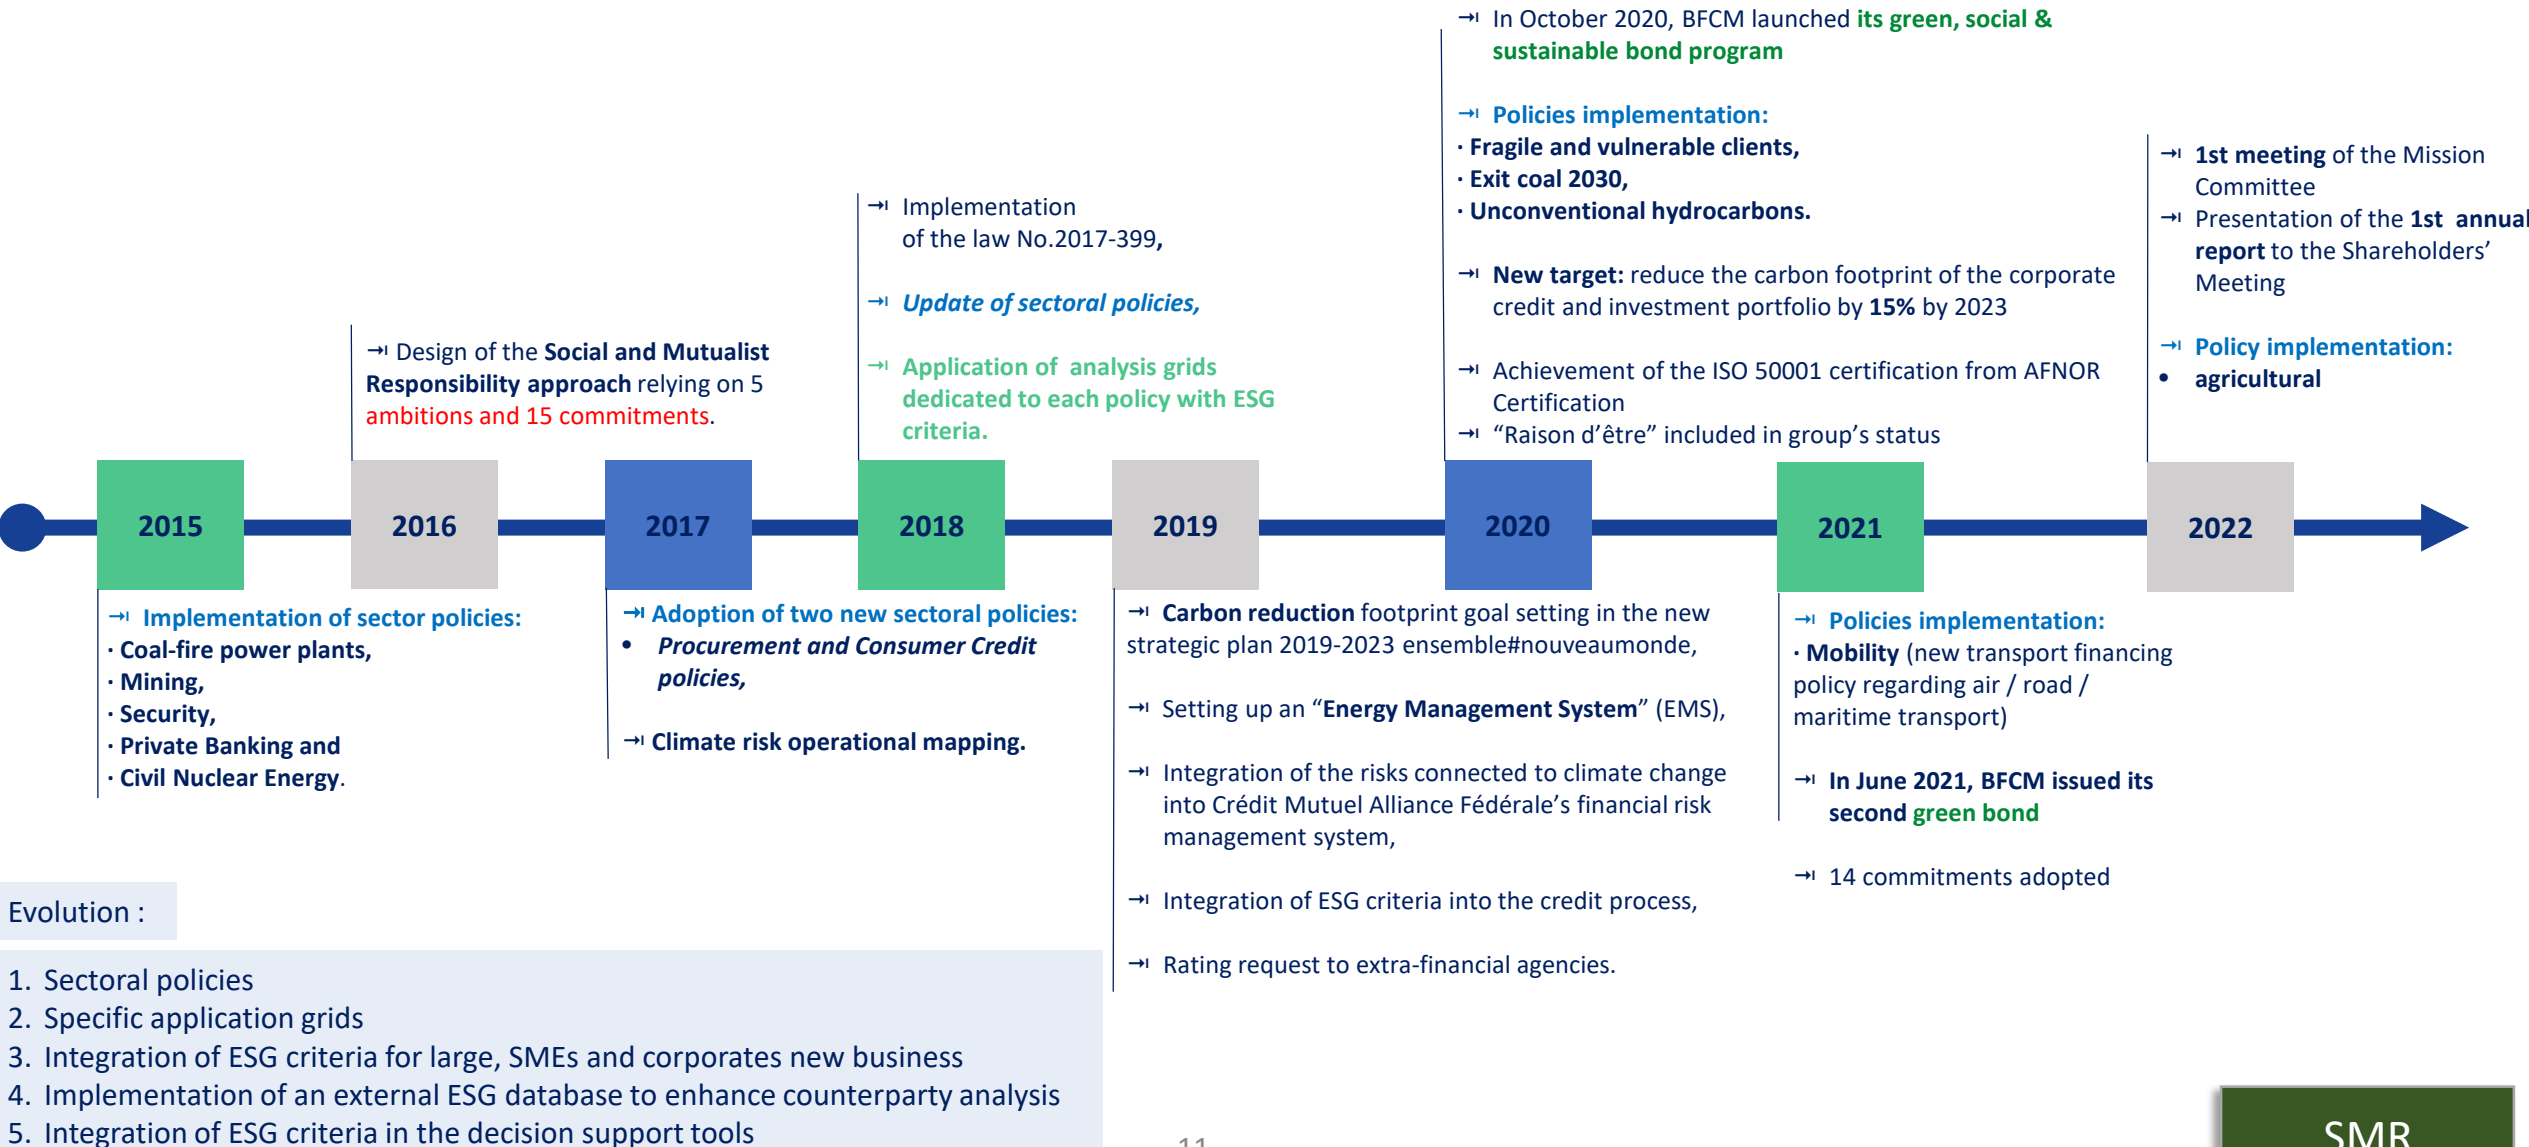 → In October 2020, BFCM launched its green, social &
sustainable bond program
→ Policies implementation:
· Fragile and vulnerable clients,
· Exit coal 2030,
· Unconventional hydrocarbons.
→ New target: reduce the carbon footprint of the corporate
credit and investment portfolio by 15% by 2023
→ Achievement of the ISO 50001 certification from AFNOR
Certification
→ “Raison d’être” included in group’s status
→ 1st meeting of the Mission
Committee
→ Presentation of the 1st annual
report to the Shareholders’
Meeting
→ Policy implementation:
• agricultural
→ Implementation
of the law No.2017-399,
→ Update of sectoral policies,
→ Application of analysis grids
dedicated to each policy with ESG
criteria.
→ Design of the Social and Mutualist
Responsibility approach relying on 5
ambitions and 15 commitments.
2015
2016
2017
2018
2019
2020
2021
2022
→ Implementation of sector policies:
· Coal-fire power plants,
· Mining,
· Security,
· Private Banking and
· Civil Nuclear Energy.
→ Adoption of two new sectoral policies:
• Procurement and Consumer Credit
policies,
→ Climate risk operational mapping.
→ Carbon reduction footprint goal setting in the new
strategic plan 2019-2023 ensemble#nouveaumonde,
→ Setting up an “Energy Management System” (EMS),
→ Integration of the risks connected to climate change
into Crédit Mutuel Alliance Fédérale’s financial risk
management system,
→ Integration of ESG criteria into the credit process,
→ Rating request to extra-financial agencies.
→ Policies implementation:
· Mobility (new transport financing
policy regarding air / road /
maritime transport)
→ In June 2021, BFCM issued its
second green bond
→ 14 commitments adopted
Evolution :
1. Sectoral policies
2. Specific application grids
3. Integration of ESG criteria for large, SMEs and corporates new business
4. Implementation of an external ESG database to enhance counterparty analysis
5. Integration of ESG criteria in the decision support tools
11
SMR